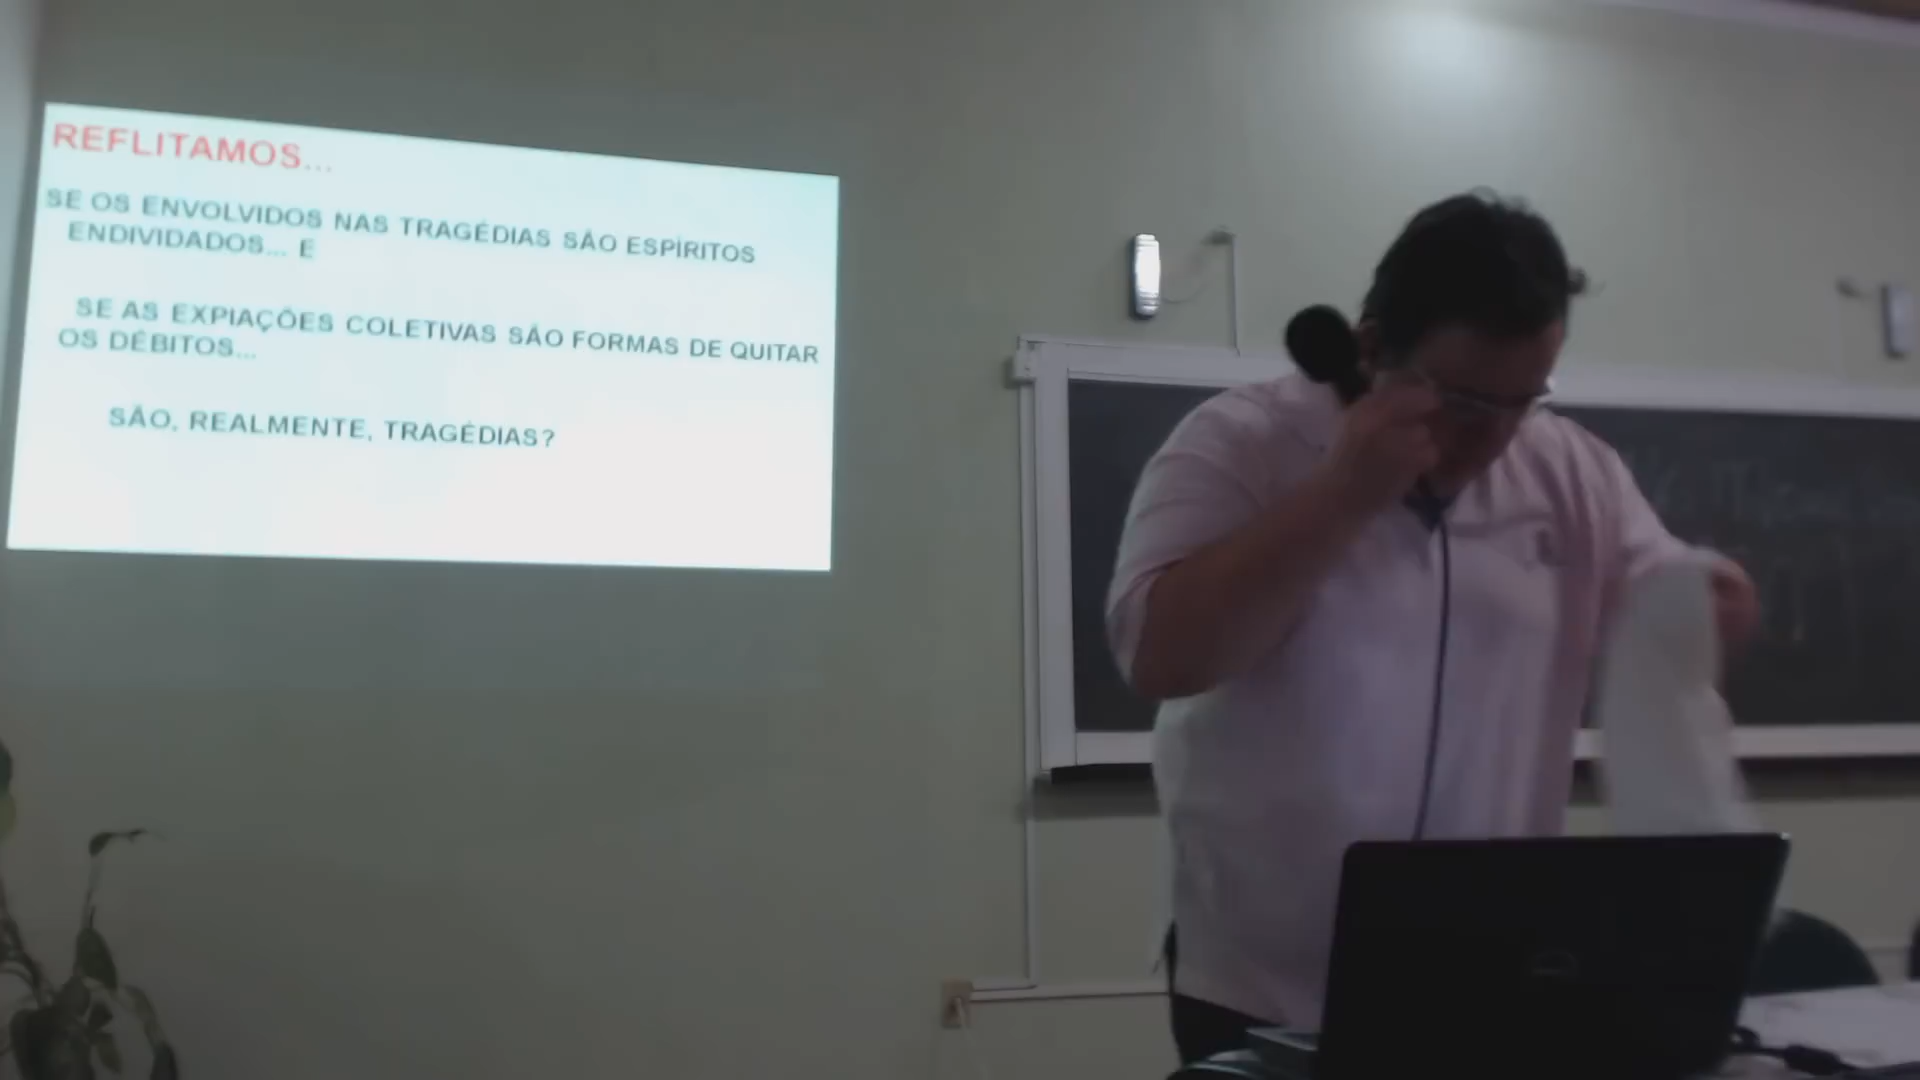 REFLITAMOS...
SE OS ENVOLVIDOS NAS TRAGÉDIAS SÃO ESPÍRITOS
ENDIVIDADOS... E
SE AS EXPIAÇÕES COLETIVAS SÃO FORMAS DE QUITAR
OS DÉBITOS...
SÃO, REALMENTE, TRAGÉDIAS?